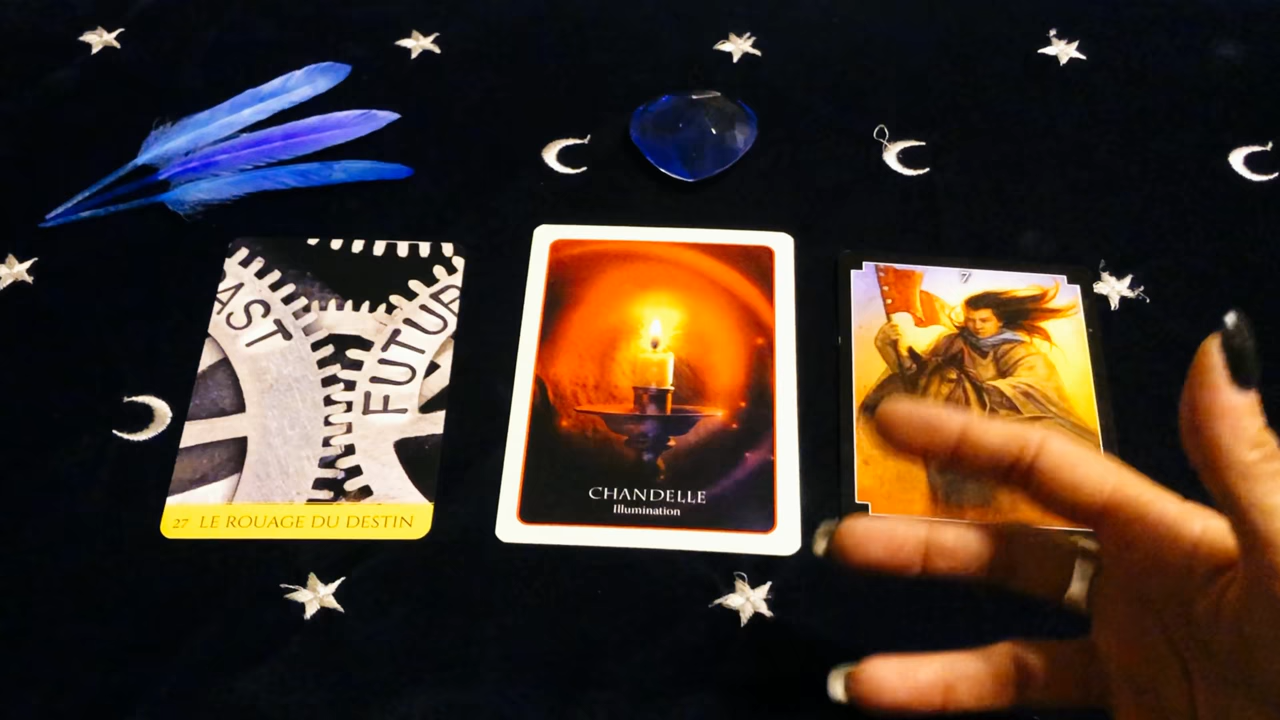 AST
FUTU
27 LE ROUAGE DU DESTIN
CHANDELLE
Illumination
7